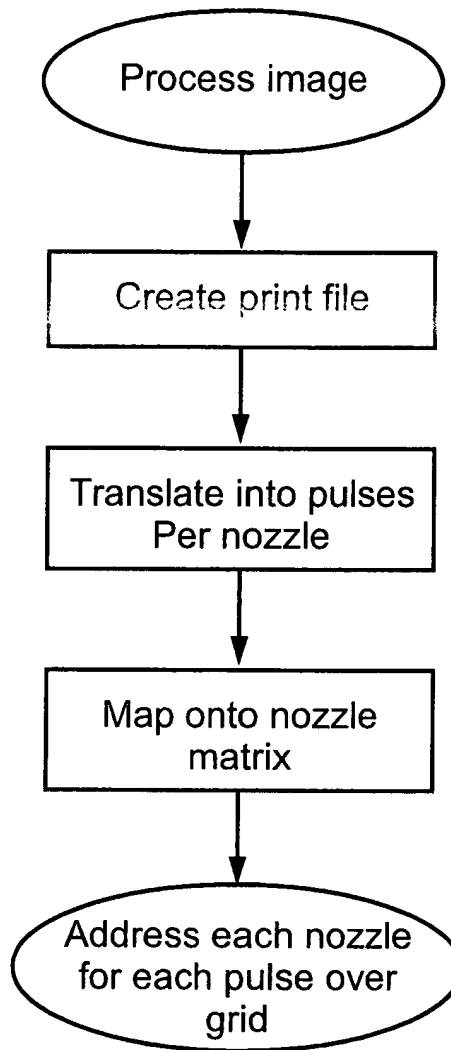 Process image
Create print file
Translate into pulses
Per nozzle
Map onto nozzle
matrix
Address each nozzle
for each pulse over
grid